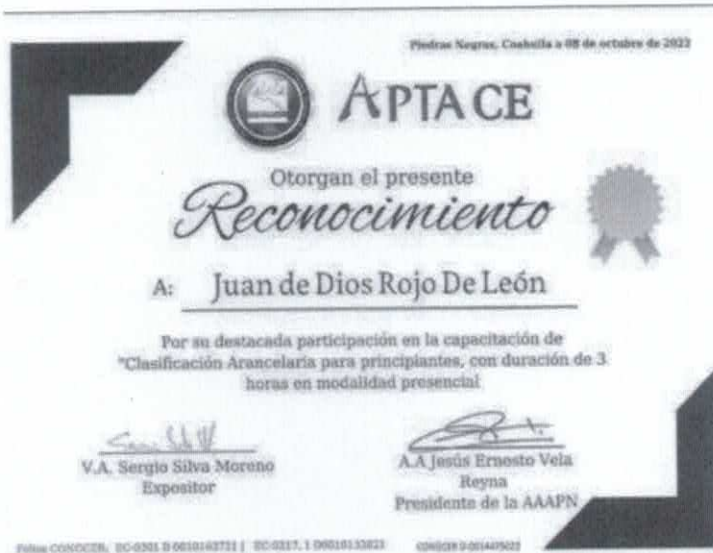 Piedras Negras, Coahuila a 08 de octubre de 2022
APTACE
Otorgan el presente
Reconocimiento
A: Juan de Dios Rojo De León
Por su destacada participación en la capacitación de
"Clasificación Arancelaria para principiantes, con duración de 3
horas en modalidad presencial
V.A. Sergio Silva Moreno
Expositor
A.A Jesús Ernesto Vela
Reyna
Presidente de la AAAPN
Folios CONOCER,